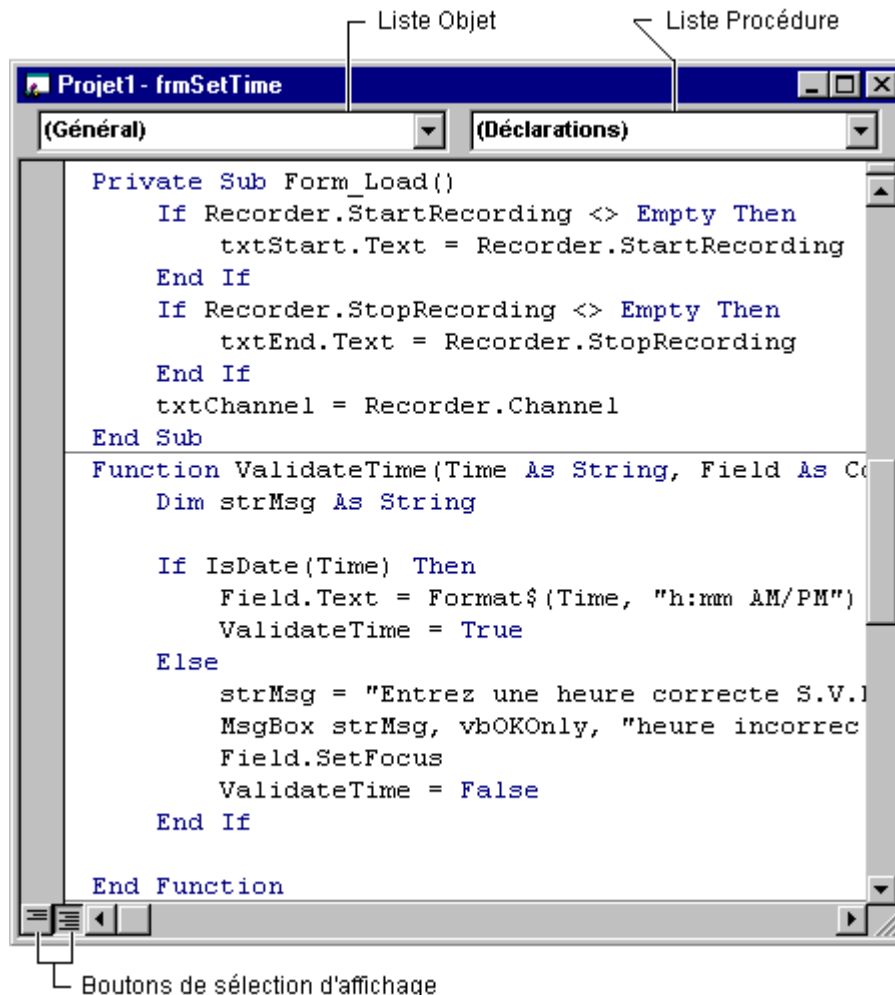 Liste Objet Liste Procédure
Projet1 - frmSetTime
(Général) (Déclarations)
Private Sub Form_Load()
If Recorder.StartRecording <> Empty Then
txtStart.Text = Recorder.StartRecording
End If
If Recorder.StopRecording <> Empty Then
txtEnd.Text = Recorder.StopRecording
End If
txtChannel = Recorder.Channel
End Sub
Function ValidateTime(Time As String, Field As
Dim strMsg As String
If IsDate(Time) Then
Field.Text = Format$(Time, "h:mm AM/PM")
ValidateTime = True
Else
strMsg = "Entrez une heure correcte
MsgBox strMsg, vbOKOnly, "heure incorrec
Field.SetFocus
ValidateTime = False
End If
End Function
Boutons de sélection d'affichage